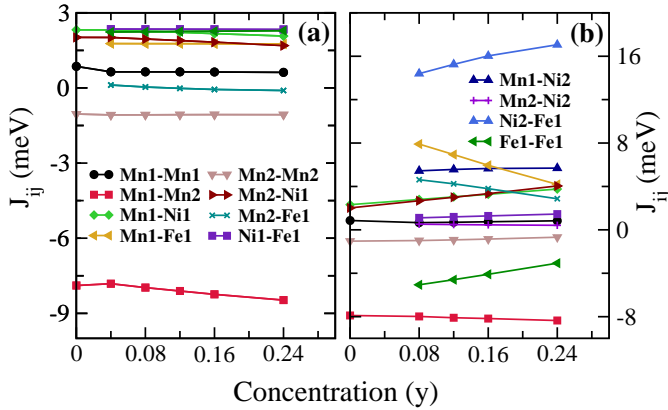 3
0
-3
-6
-9
J_ij (meV)
(a)
Mn1-Mn1
Mn1-Mn2
Mn1-Ni1
Mn1-Fe1
Mn2-Mn2
Mn2-Ni1
Mn2-Fe1
Ni1-Fe1
0 0.08 0.16 0.24
(b)
Mn1-Ni2
Mn2-Ni2
Ni2-Fe1
Fe1-Fe1
0 0.08 0.16 0.24
16
8
0
-8
J_ij (meV)
Concentration (y)